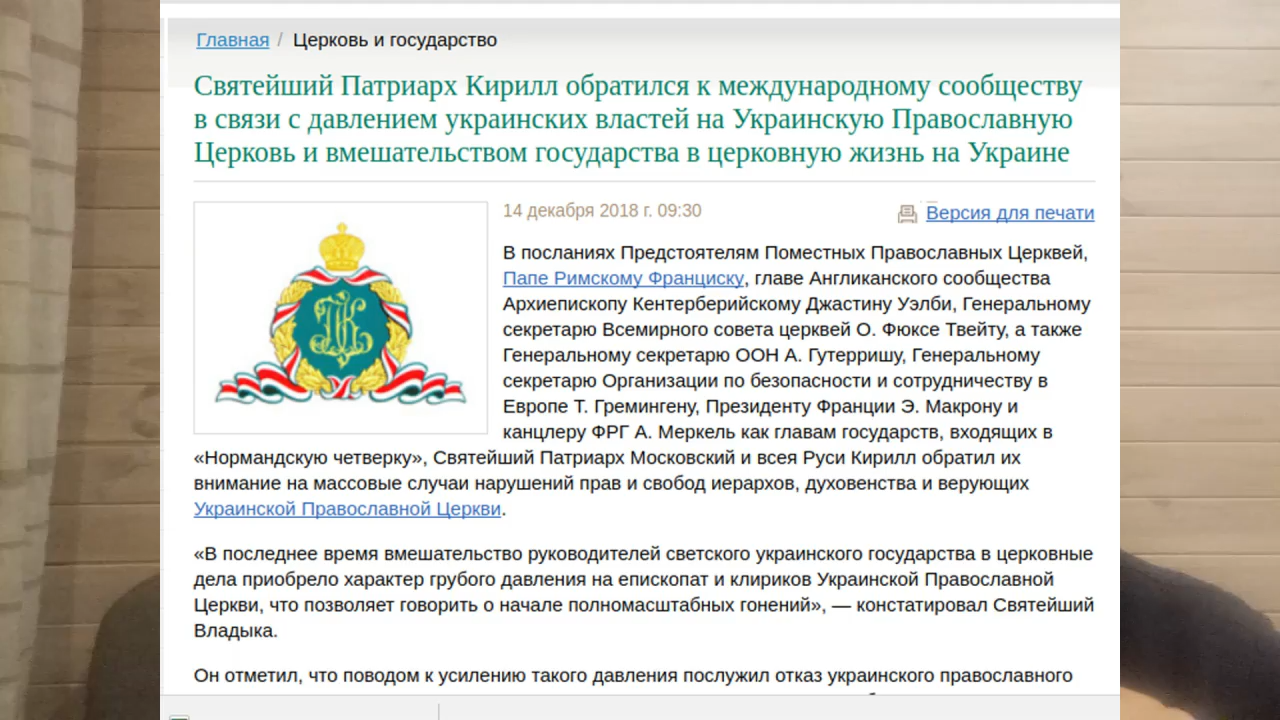 Главная / Церковь и государство
Святейший Патриарх Кирилл обратился к международному сообществу
в связи с давлением украинских властей на Украинскую Православную
Церковь и вмешательством государства в церковную жизнь на Украине
14 декабря 2018 г. 09:30
Версия для печати
В посланиях Предстоятелям Поместных Православных Церквей,
Папе Римскому Франциску, главе Англиканского сообщества
Архиепископу Кентерберийскому Джастину Уэлби, Генеральному
секретарю Всемирного совета церквей О. Фюксе Твейту, а также
Генеральному секретарю ООН А. Гутерришу, Генеральному
секретарю Организации по безопасности и сотрудничеству в
Европе Т. Гремингену, Президенту Франции Э. Макрону и
канцлеру ФРГ А. Меркель как главам государств, входящих в
«Нормандскую четверку», Святейший Патриарх Московский и всея Руси Кирилл обратил их
внимание на массовые случаи нарушений прав и свобод иерархов, духовенства и верующих
Украинской Православной Церкви.
«В последнее время вмешательство руководителей светского украинского государства в церковные
дела приобрело характер грубого давления на епископат и клириков Украинской Православной
Церкви, что позволяет говорить о начале полномасштабных гонений», — констатировал Святейший
Владыка.
Он отметил, что поводом к усилению такого давления послужил отказ украинского православного